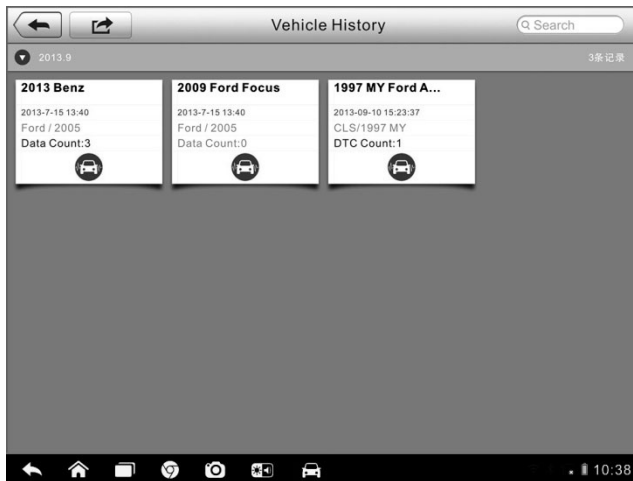 Vehicle History
Search
2013.9
3条记录
2013 Benz
2013-7-15 13:40
Ford / 2005
Data Count:3
2009 Ford Focus
2013-7-15 13:40
Ford / 2005
Data Count:0
1997 MY Ford A...
2013-09-10 15:23:37
CLS/1997 MY
DTC Count:1
10:38